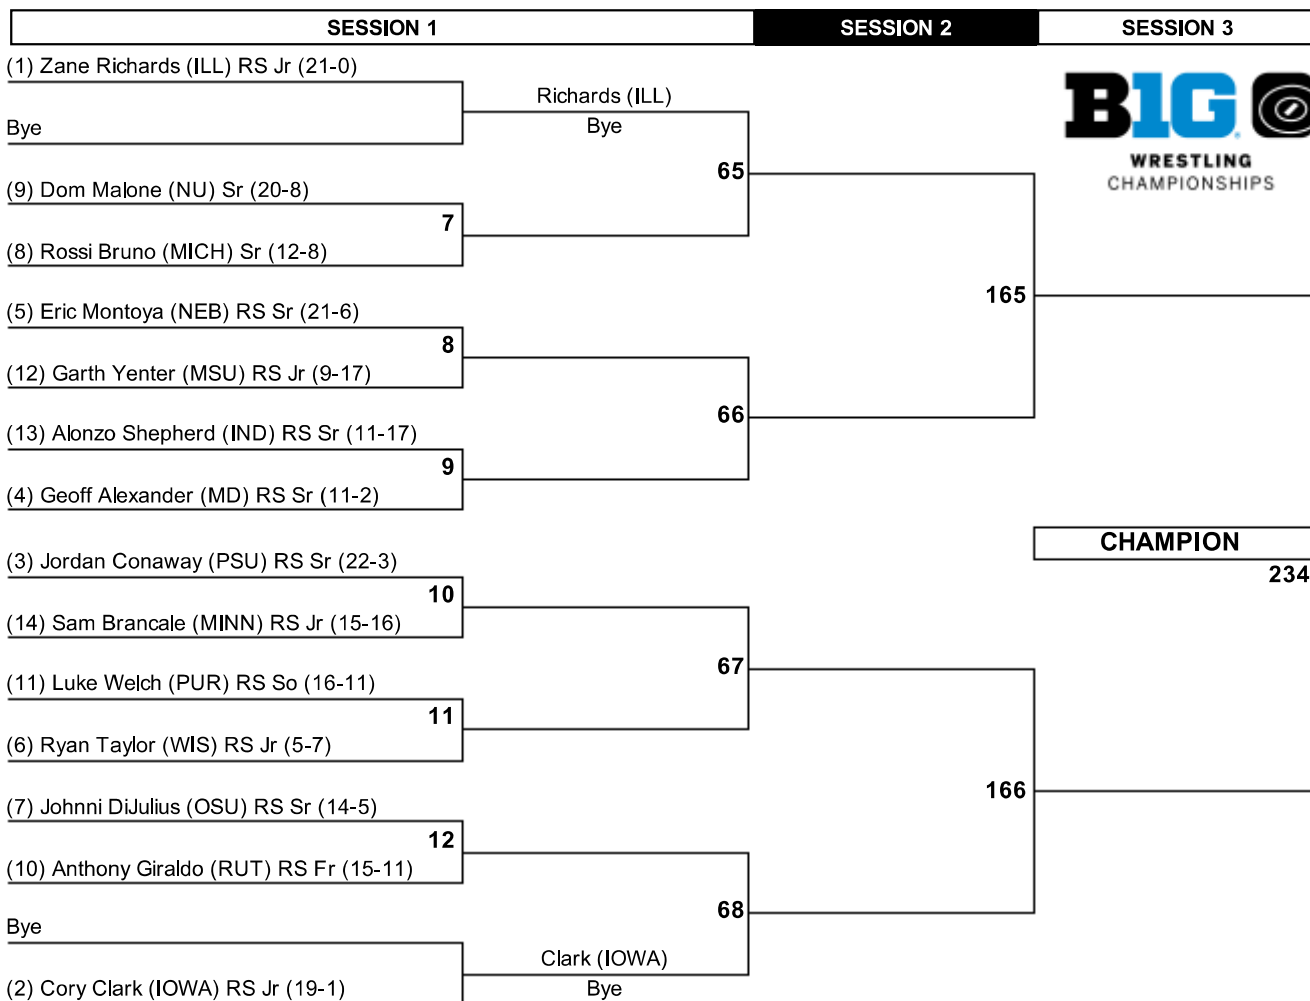 SESSION 1 SESSION 2 SESSION 3
(1) Zane Richards (ILL) RS Jr (21-0)
Richards (ILL)
Bye
Bye
B1G
WRESTLING
CHAMPIONSHIPS
65
(9) Dom Malone (NU) Sr (20-8)
7
(8) Rossi Bruno (MICH) Sr (12-8)
165
(5) Eric Montoya (NEB) RS Sr (21-6)
8
(12) Garth Yenter (MSU) RS Jr (9-17)
66
(13) Alonzo Shepherd (IND) RS Sr (11-17)
9
(4) Geoff Alexander (MD) RS Sr (11-2)
CHAMPION
234
(3) Jordan Conaway (PSU) RS Sr (22-3)
10
(14) Sam Brancale (MINN) RS Jr (15-16)
67
(11) Luke Welch (PUR) RS So (16-11)
11
(6) Ryan Taylor (WIS) RS Jr (5-7)
166
(7) Johnni DiJulius (OSU) RS Sr (14-5)
12
(10) Anthony Giraldo (RUT) RS Fr (15-11)
68
Bye
Clark (IOWA)
Bye
(2) Cory Clark (IOWA) RS Jr (19-1)